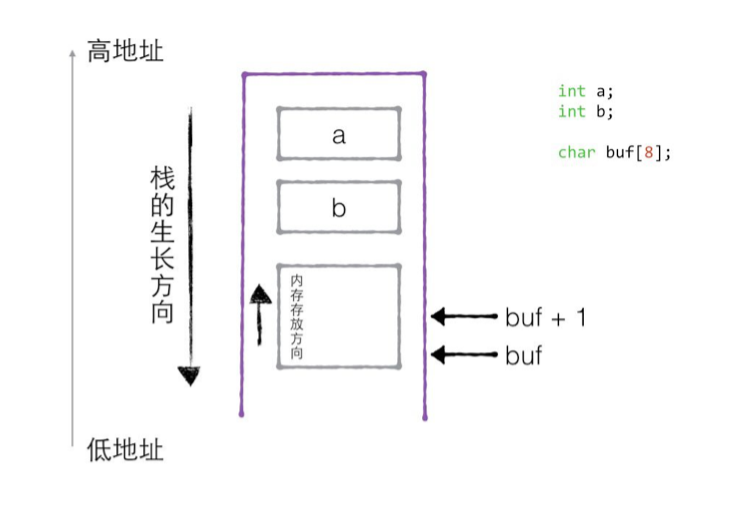 高地址
int a;
int b;
char buf[8];
a
栈的生长方向
b
内存存放方向
buf + 1
buf
低地址